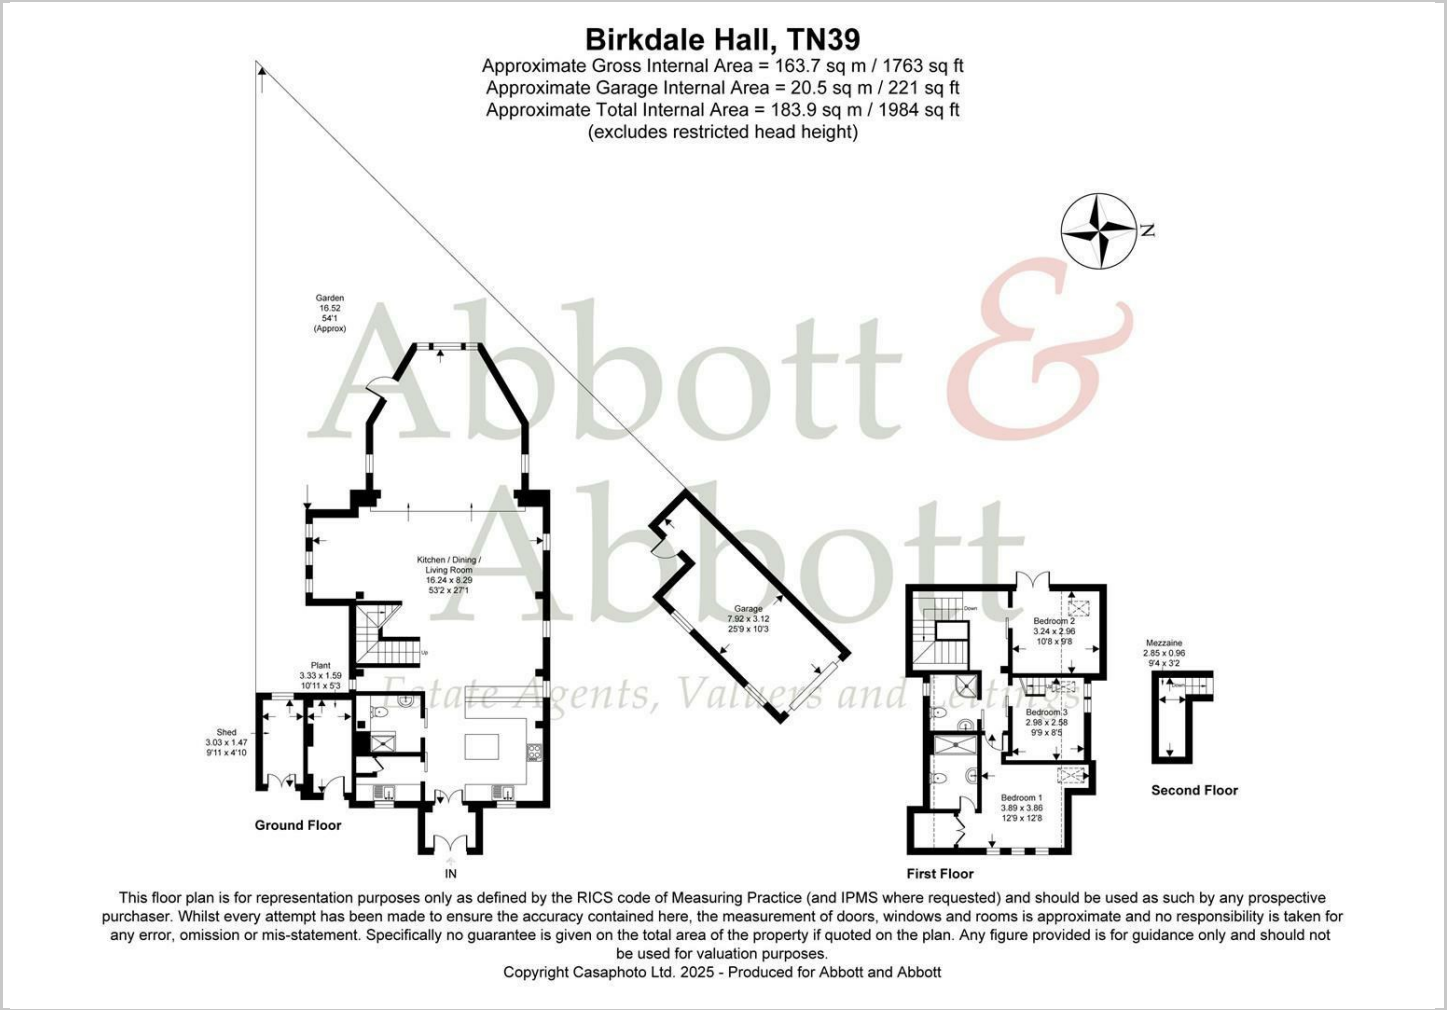 Birkdale Hall, TN39
Approximate Gross Internal Area = 163.7 sq m / 1763 sq ft
Approximate Garage Internal Area = 20.5 sq m / 221 sq ft
Approximate Total Internal Area = 183.9 sq m / 1984 sq ft
(excludes restricted head height)
N
Garden
16.52
54'1
(Approx)
Abbott &
Abbott
Estate Agents, Valuers and Lettings
Kitchen / Dining /
Living Room
16.24 x 8.29
53'2 x 27'1
Up
Plant
3.33 x 1.59
10'11 x 5'3
Shed
3.03 x 1.47
9'11 x 4'10
Ground Floor
IN
Garage
7.92 x 3.12
25'9 x 10'3
Down
Bedroom 2
3.24 x 2.96
10'8 x 9'8
Bedroom 3
2.98 x 2.58
9'9 x 8'5
Bedroom 1
3.89 x 3.86
12'9 x 12'8
First Floor
Mezzaine
2.85 x 0.96
9'4 x 3'2
Down
Second Floor
This floor plan is for representation purposes only as defined by the RICS code of Measuring Practice (and IPMS where requested) and should be used as such by any prospective
purchaser. Whilst every attempt has been made to ensure the accuracy contained here, the measurement of doors, windows and rooms is approximate and no responsibility is taken for
any error, omission or mis-statement. Specifically no guarantee is given on the total area of the property if quoted on the plan. Any figure provided is for guidance only and should not
be used for valuation purposes.
Copyright Casaphoto Ltd. 2025 - Produced for Abbott and Abbott